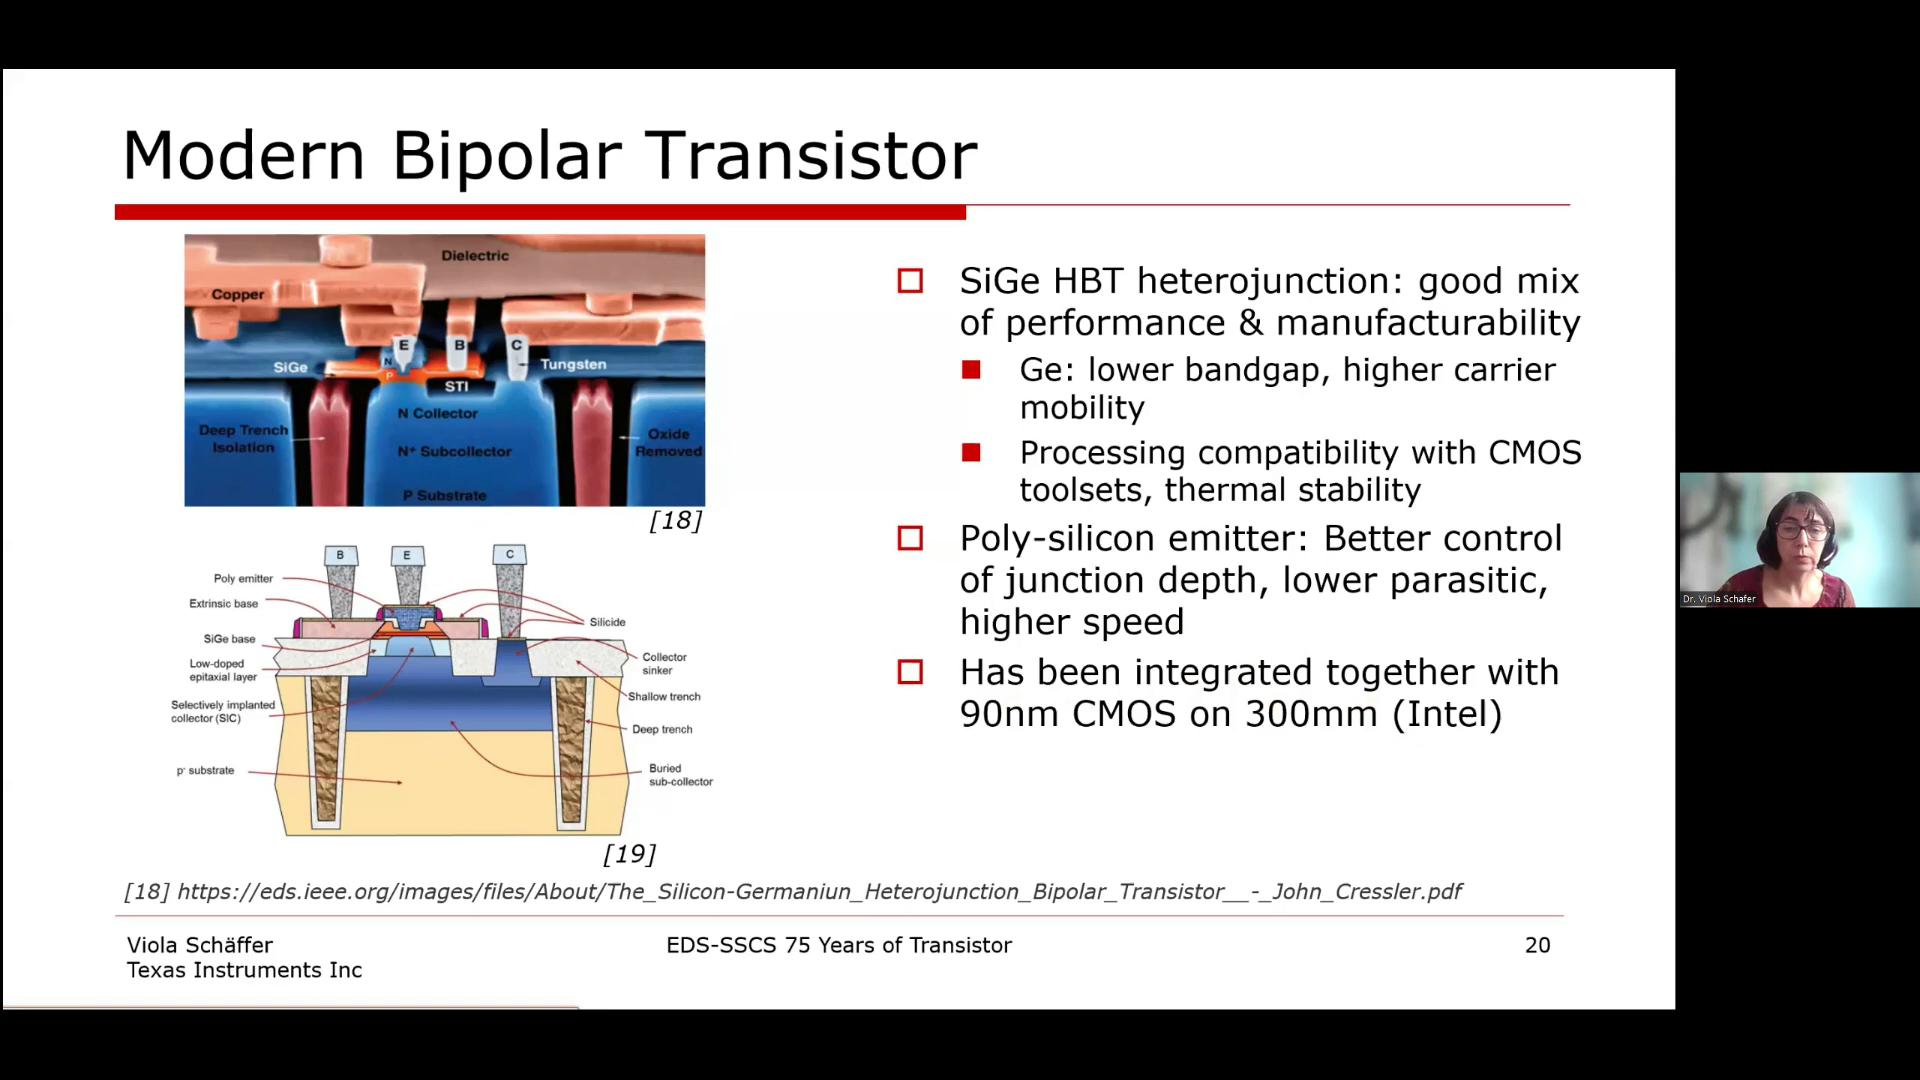 Modern Bipolar Transistor
Dielectric
Copper
E B C
N
SiGe
P
Tungsten
STI
N Collector
Deep Trench
Isolation
Oxide
Removed
N+ Subcollector
P Substrate
[18]
B E C
Poly emitter
Extrinsic base
Silicide
SiGe base
Low-doped
epitaxial layer
Collector
sinker
Selectively implanted
collector (SIC)
Shallow trench
Deep trench
p- substrate
Buried
sub-collector
[19]
SiGe HBT heterojunction: good mix
of performance & manufacturability
Ge: lower bandgap, higher carrier
mobility
Processing compatibility with CMOS
toolsets, thermal stability
Poly-silicon emitter: Better control
of junction depth, lower parasitic,
higher speed
Has been integrated together with
90nm CMOS on 300mm (Intel)
[18] https://eds.ieee.org/images/files/About/The_Silicon-Germaniun_Heterojunction_Bipolar_Transistor__-_John_Cressler.pdf
Viola Schäffer
Texas Instruments Inc
EDS-SSCS 75 Years of Transistor
20
Dr. Viola Schafer